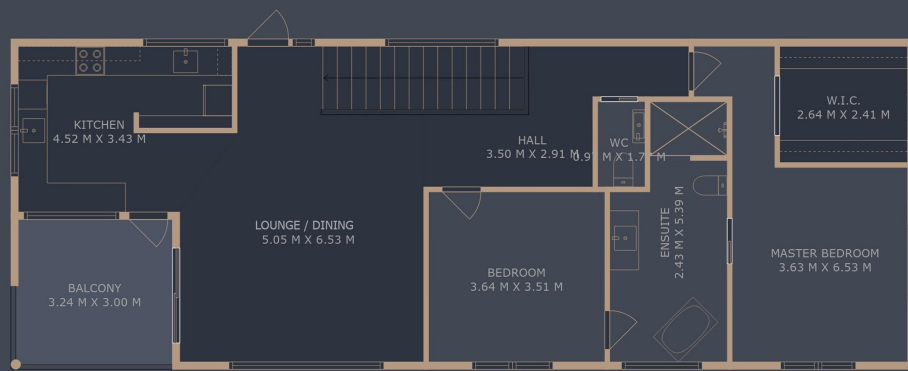 KITCHEN
4.52 M X 3.43 M
BALCONY
3.24 M X 3.00 M
LOUNGE / DINING
5.05 M X 6.53 M
HALL
3.50 M X 2.91 M
WC
BEDROOM
3.64 M X 3.51 M
ENSUITE
2.43 M X 5.39 M
W.I.C.
2.64 M X 2.41 M
MASTER BEDROOM
3.63 M X 6.53 M